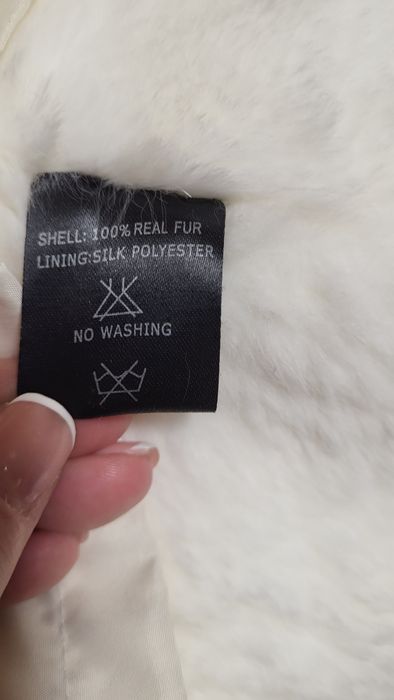 SHELL: 100% REAL FUR
LINING:SILK POLYESTER
NO WASHING